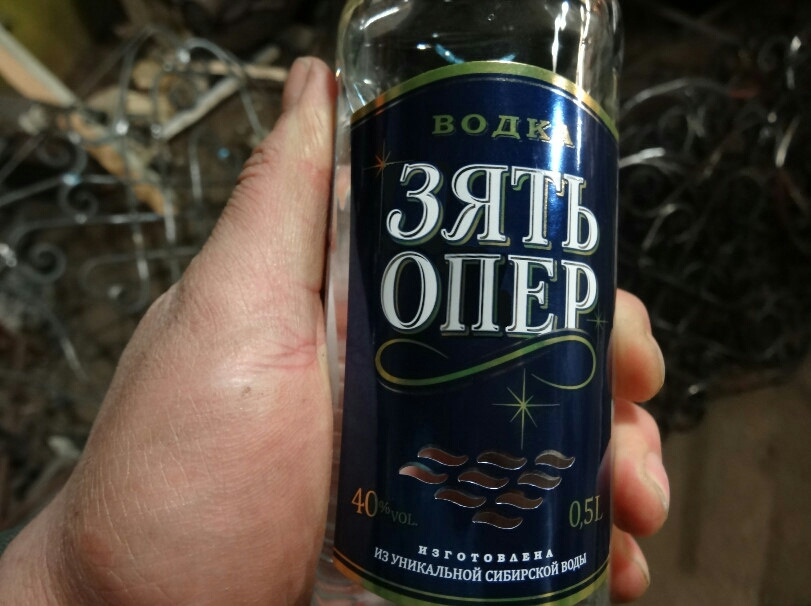 ВОДКА
ЗЯТЬ
ОПЕР
40%VOL.
0,5L
ИЗГОТОВЛЕНА
ИЗ УНИКАЛЬНОЙ СИБИРСКОЙ ВОДЫ